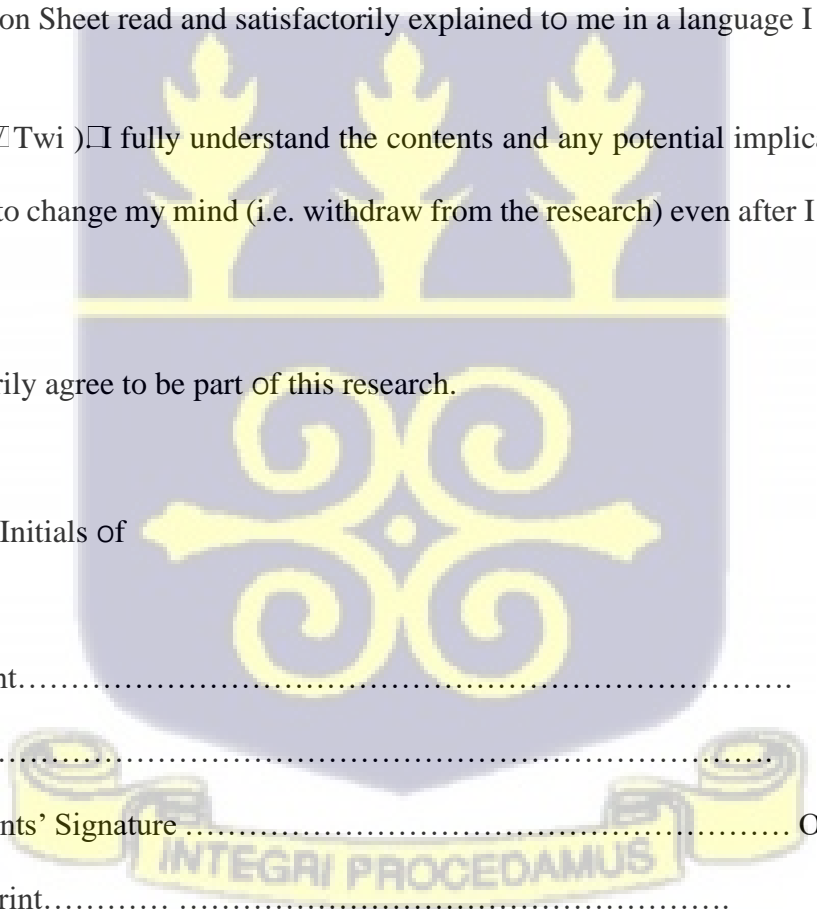 on Sheet read and satisfactorily explained to me in a language I
Twi ). I fully understand the contents and any potential implica
to change my mind (i.e. withdraw from the research) even after I
rily agree to be part of this research.
Initials of
nt……………………………………………………………………….
…………………………………………………………………….
nts’ Signature ………………………………………………… O
INTEGRI PROCEDAMUS
rint………… …………………………………………….